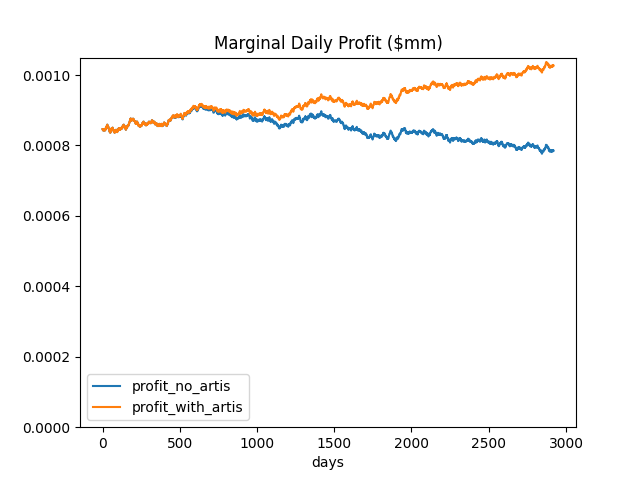 Marginal Daily Profit ($mm)
0.0010
0.0008
0.0006
0.0004
0.0002
0.0000
profit_no_artis
profit_with_artis
0 500 1000 1500 2000 2500 3000
days